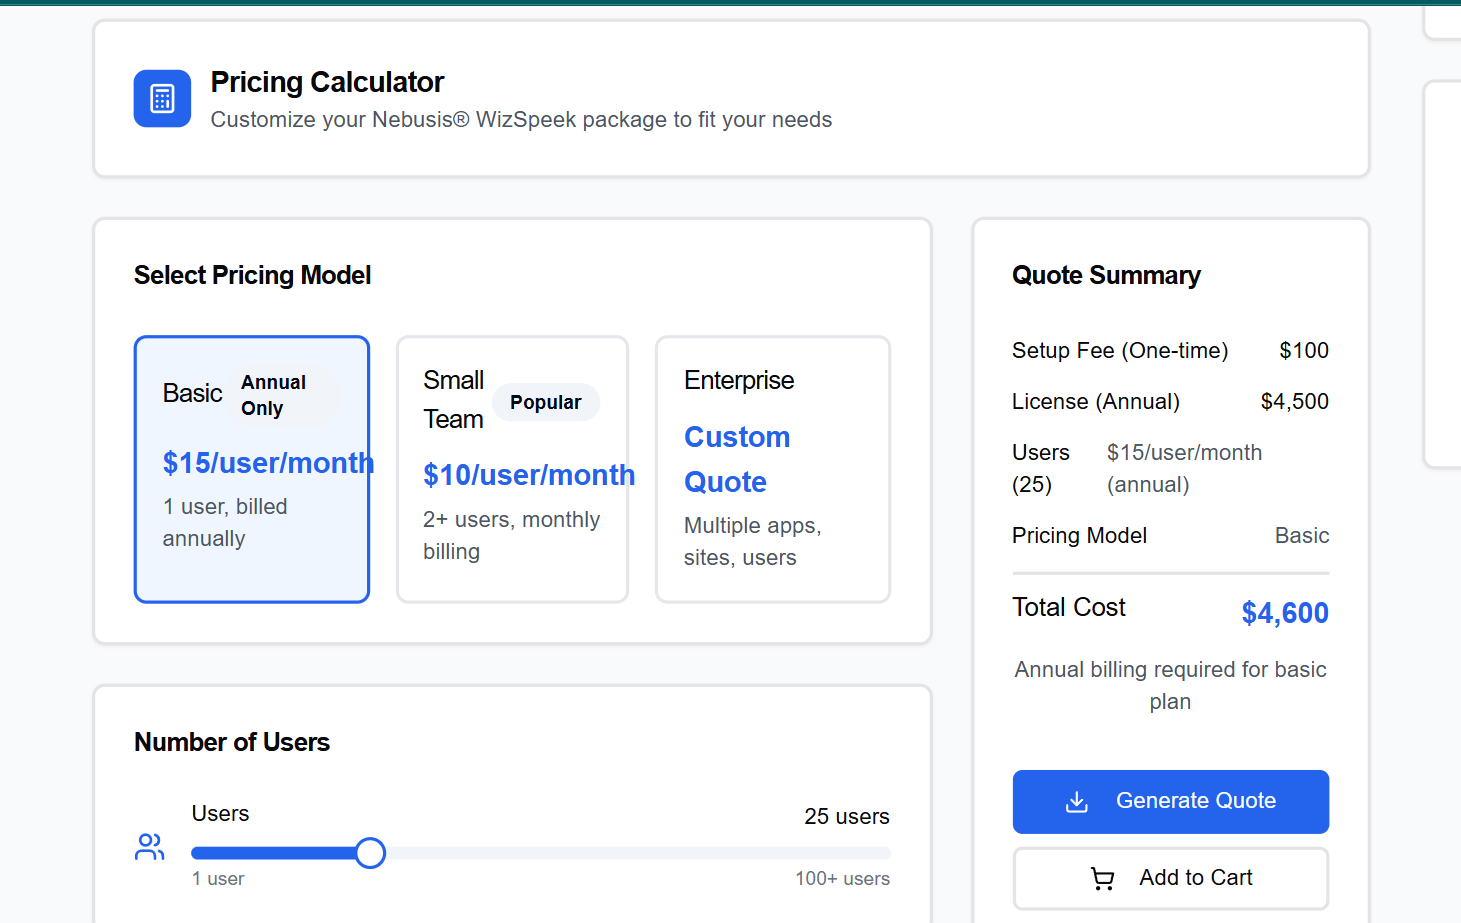 Pricing Calculator
Customize your Nebusis® WizSpeek package to fit your needs
Select Pricing Model
Basic
Annual
Only
$15/user/month
1 user, billed
annually
Small
Team
Popular
$10/user/month
2+ users, monthly
billing
Enterprise
Custom
Quote
Multiple apps,
sites, users
Number of Users
Users
25 users
1 user
100+ users
Quote Summary
Setup Fee (One-time) $100
License (Annual) $4,500
Users $15/user/month
(25) (annual)
Pricing Model Basic
Total Cost $4,600
Annual billing required for basic
plan
Generate Quote
Add to Cart